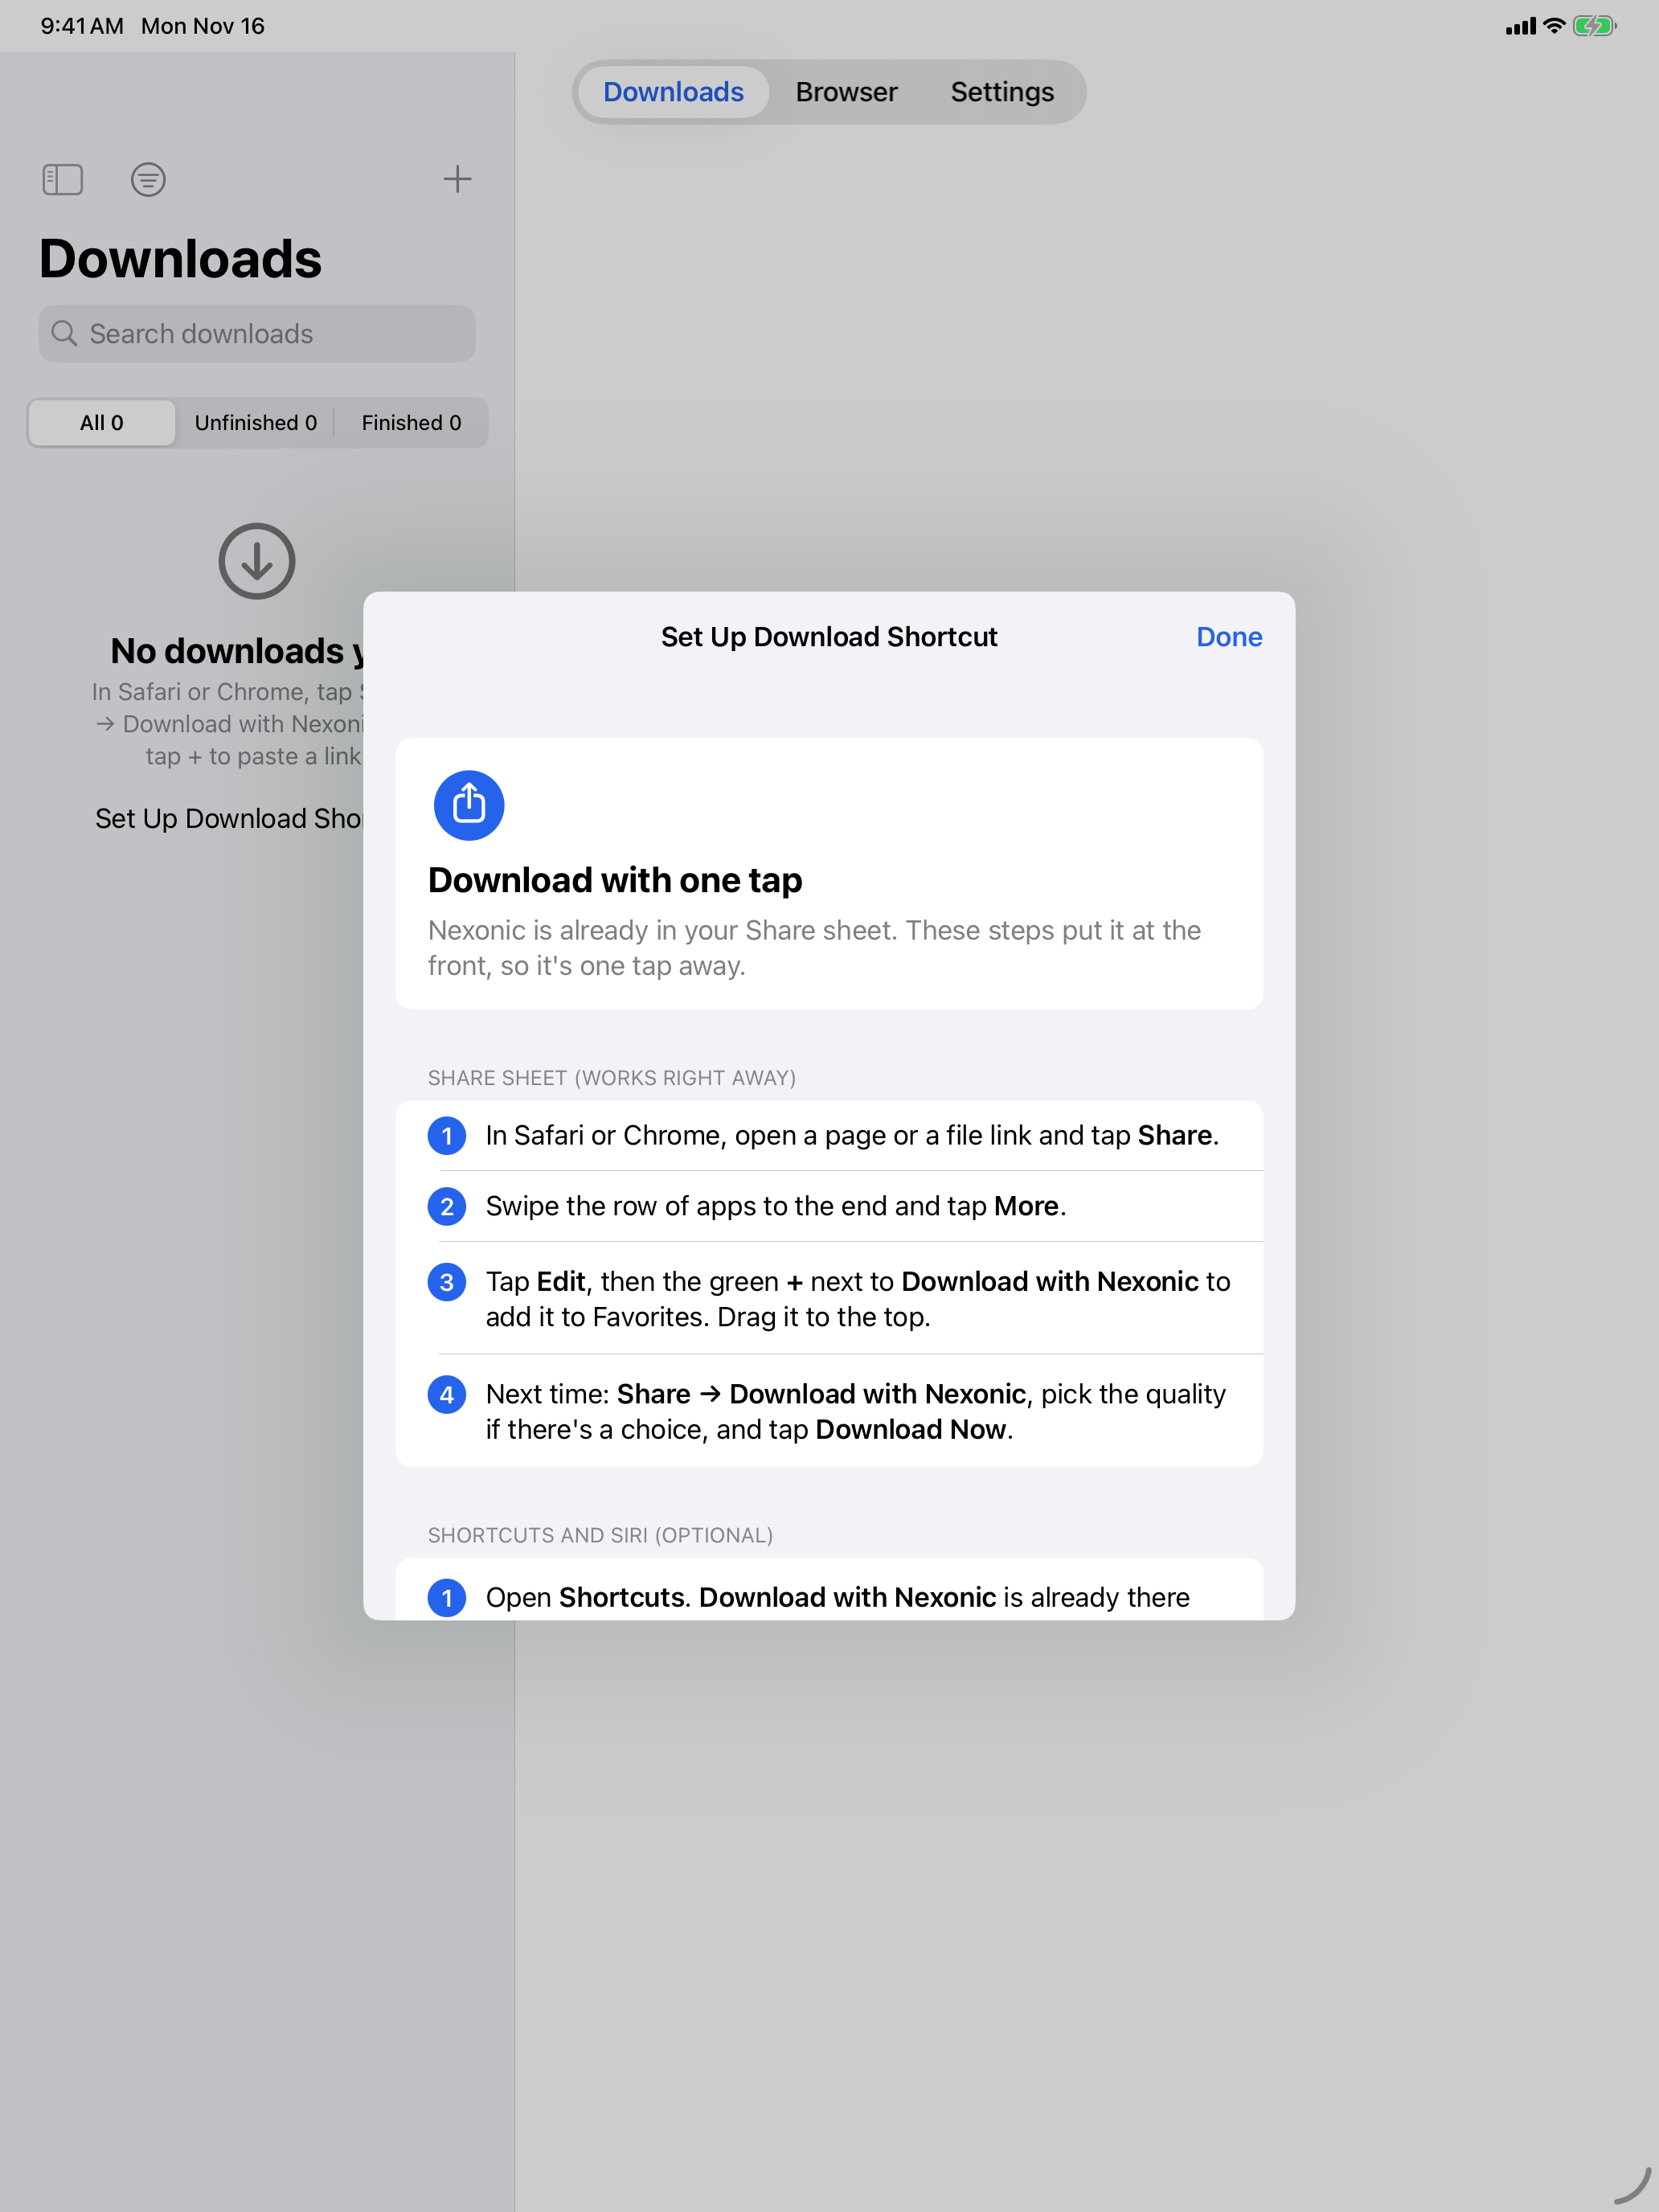 9:41 AM Mon Nov 16
Downloads Browser Settings
Downloads
Search downloads
All 0 Unfinished 0 Finished 0
No downloads
In Safari or Chrome, tap
→ Download with
tap + to paste a link
Set Up Download
Set Up Download Shortcut
Done
Download with one tap
Nexonic is already in your Share sheet. These steps put it at the
front, so it's one tap away.
SHARE SHEET (WORKS RIGHT AWAY)
1 In Safari or Chrome, open a page or a file link and tap Share.
2 Swipe the row of apps to the end and tap More.
3 Tap Edit, then the green + next to Download with Nexonic to
add it to Favorites. Drag it to the top.
4 Next time: Share → Download with Nexonic, pick the quality
if there's a choice, and tap Download Now.
SHORTCUTS AND SIRI (OPTIONAL)
1 Open Shortcuts. Download with Nexonic is already there